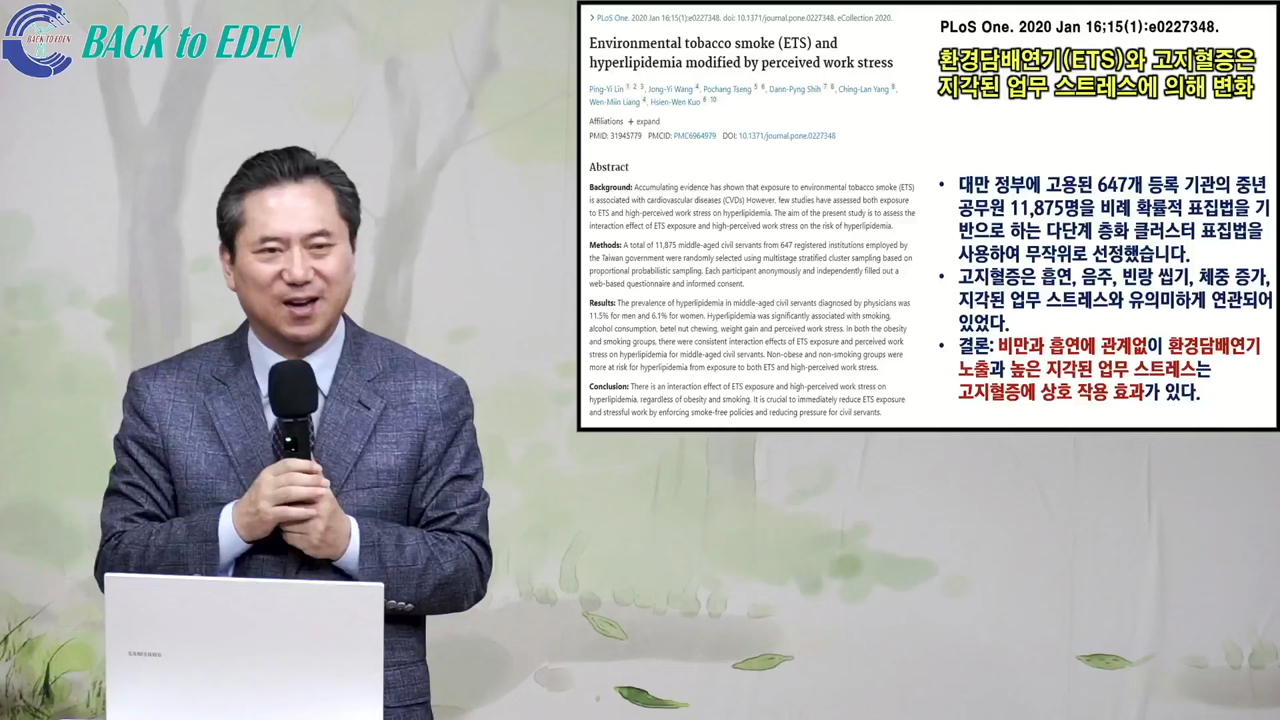 BACK TO EDEN
BACK to EDEN
> PLoS One. 2020 Jan 16;15(1):e0227348. doi: 10.1371/journal.pone.0227348. eCollection 2020.
Environmental tobacco smoke (ETS) and
hyperlipidemia modified by perceived work stress
Ping-Yi Lin 1 2 3, Jong-Yi Wang 4, Pochang Tseng 5 6, Dann-Pyng Shih 7 8, Ching-Lan Yang 8,
Wen-Miin Liang 4, Hsien-Wen Kuo 6 10
Affiliations + expand
PMID: 31945779 PMCID: PMC6964979 DOI: 10.1371/journal.pone.0227348
Abstract
Background: Accumulating evidence has shown that exposure to environmental tobacco smoke (ETS)
is associated with cardiovascular diseases (CVDs) However, few studies have assessed both exposure
to ETS and high-perceived work stress on hyperlipidemia. The aim of the present study is to assess the
interaction effect of ETS exposure and high-perceived work stress on the risk of hyperlipidemia.
Methods: A total of 11,875 middle-aged civil servants from 647 registered institutions employed by
the Taiwan government were randomly selected using multistage stratified cluster sampling based on
proportional probabilistic sampling. Each participant anonymously and independently filled out a
web-based questionnaire and informed consent.
Results: The prevalence of hyperlipidemia in middle-aged civil servants diagnosed by physicians was
11.5% for men and 6.1% for women. Hyperlipidemia was significantly associated with smoking,
alcohol consumption, betel nut chewing, weight gain and perceived work stress. In both the obesity
and smoking groups, there were consistent interaction effects of ETS exposure and perceived work
stress on hyperlipidemia for middle-aged civil servants. Non-obese and non-smoking groups were
more at risk for hyperlipidemia from exposure to both ETS and high-perceived work stress.
Conclusion: There is an interaction effect of ETS exposure and high-perceived work stress on
hyperlipidemia, regardless of obesity and smoking. It is crucial to immediately reduce ETS exposure
and stressful work by enforcing smoke-free policies and reducing pressure for civil servants.
PLoS One. 2020 Jan 16;15(1):e0227348.
환경담배연기(ETS)와 고지혈증은
지각된 업무 스트레스에 의해 변화
• 대만 정부에 고용된 647개 등록 기관의 중년
공무원 11,875명을 비례 확률적 표집법을 기
반으로 하는 다단계 층화 클러스터 표집법을
사용하여 무작위로 선정했습니다.
• 고지혈증은 흡연, 음주, 빈랑 씹기, 체중 증가,
지각된 업무 스트레스와 유의미하게 연관되어
있었다.
• 결론: 비만과 흡연에 관계없이 환경담배연기
노출과 높은 지각된 업무 스트레스는
고지혈증에 상호 작용 효과가 있다.
SAMSUNG